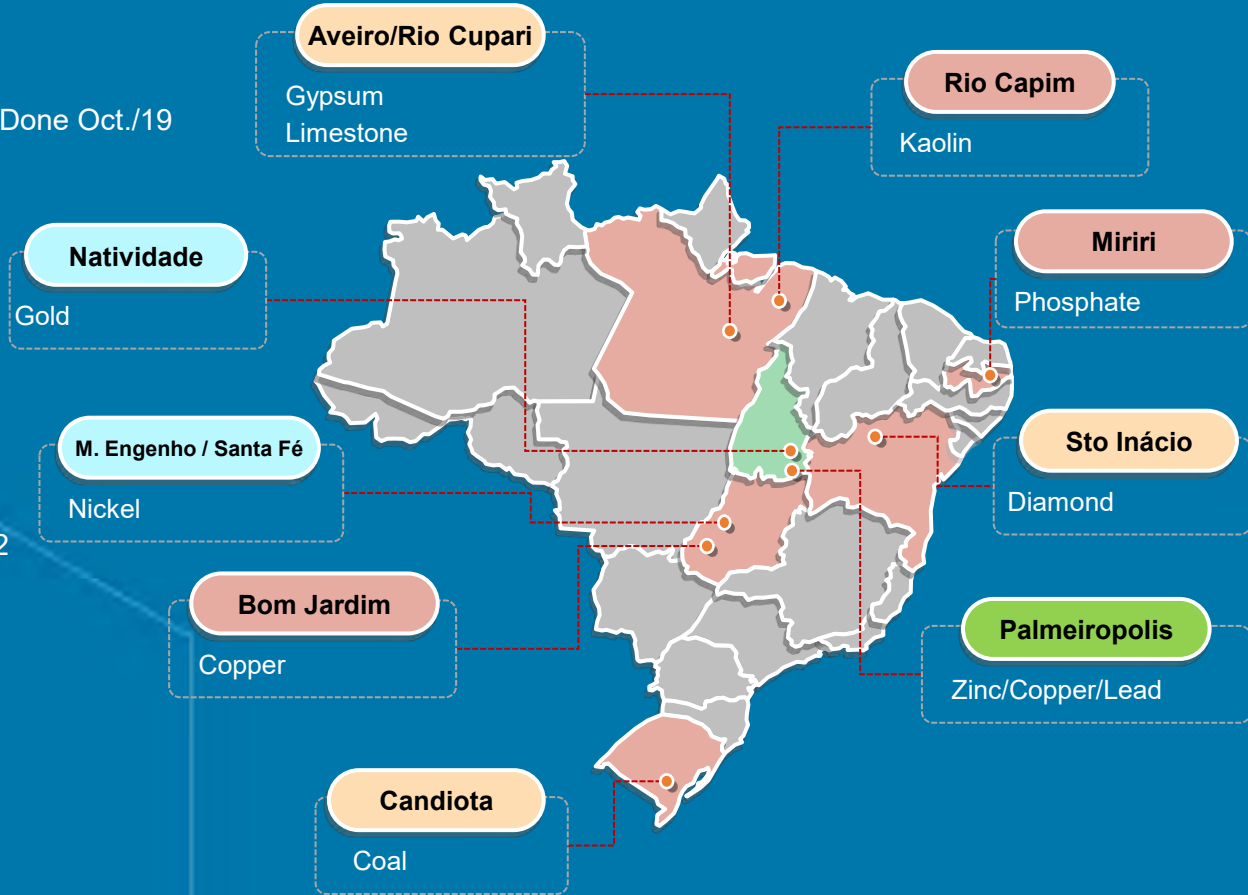 Aveiro/Rio Cupari
Gypsum
Limestone
Done Oct./19
Rio Capim
Kaolin
Natividade
Gold
Miriri
Phosphate
M. Engenho / Santa Fé
Nickel
Sto Inácio
Diamond
2
Bom Jardim
Copper
Palmeiropolis
Zinc/Copper/Lead
Candiota
Coal